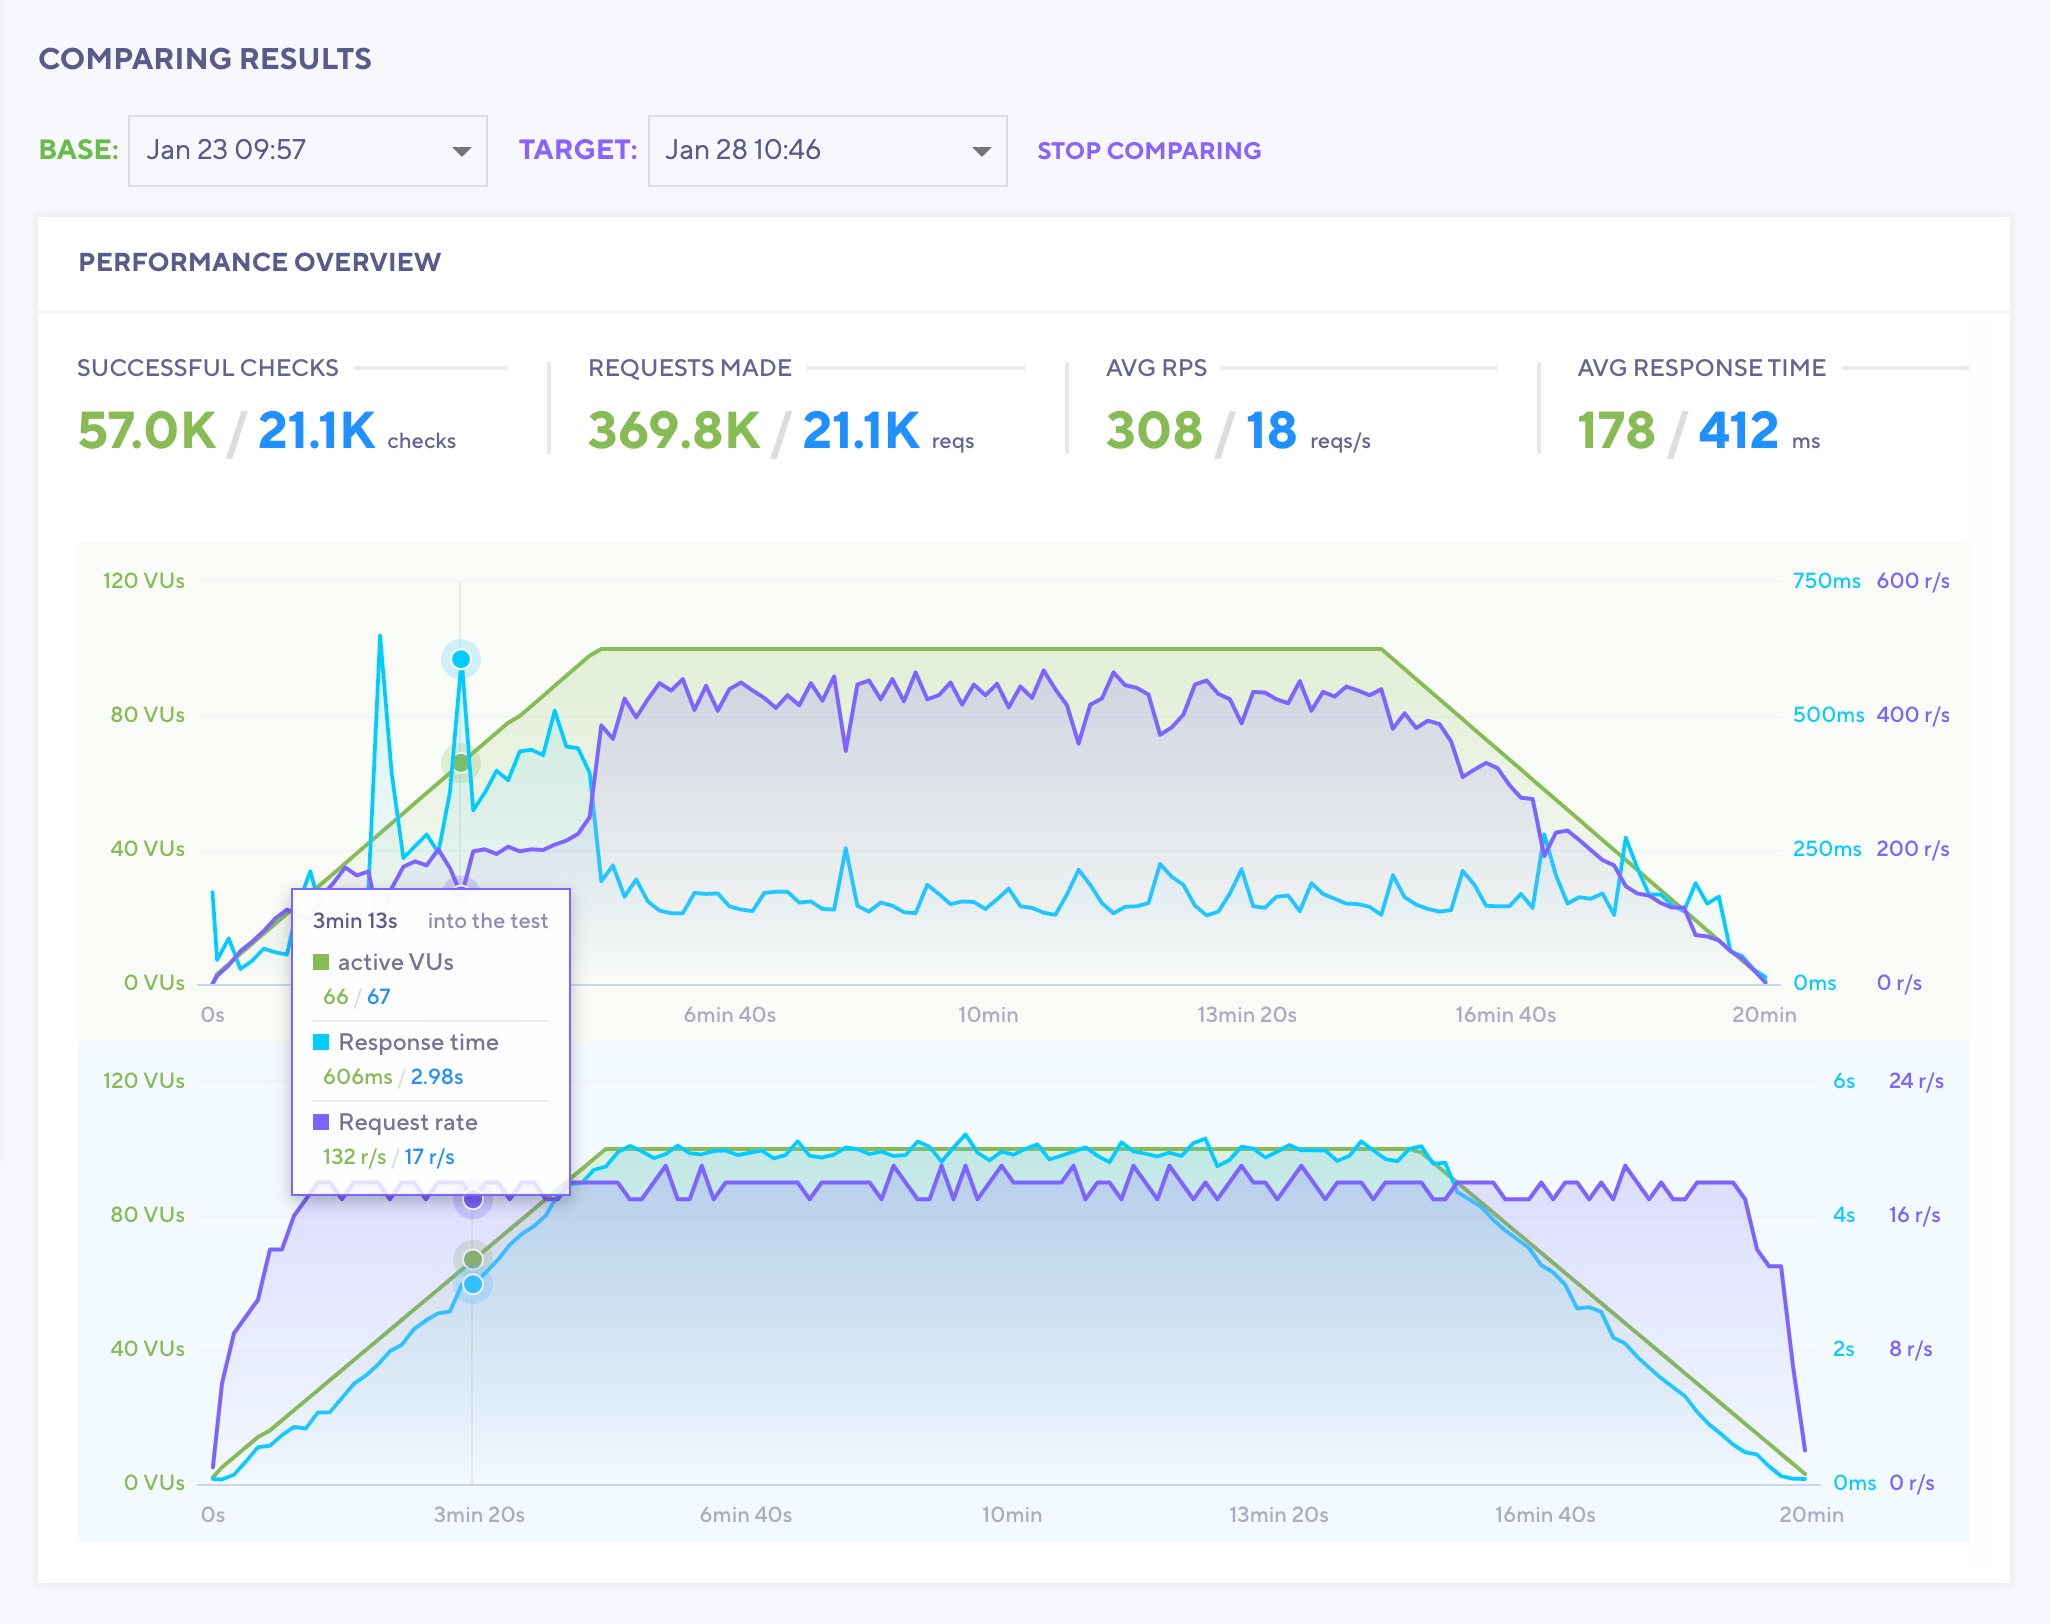 COMPARING RESULTS
BASE: Jan 23 09:57 TARGET: Jan 28 10:46 STOP COMPARING
PERFORMANCE OVERVIEW
SUCCESSFUL CHECKS
57.0K / 21.1K checks
REQUESTS MADE
369.8K / 21.1K reqs
AVG RPS
308 / 18 reqs/s
AVG RESPONSE TIME
178 / 412 ms
120 VUs
80 VUs
40 VUs
0 VUs
750ms 600 r/s
500ms 400 r/s
250ms 200 r/s
0ms 0 r/s
0s 6min 40s 10min 13min 20s 16min 40s 20min
3min 13s into the test
active VUs
66 / 67
Response time
606ms / 2.98s
Request rate
132 r/s / 17 r/s
120 VUs
80 VUs
40 VUs
0 VUs
6s 24 r/s
4s 16 r/s
2s 8 r/s
0ms 0 r/s
0s 3min 20s 6min 40s 10min 13min 20s 16min 40s 20min